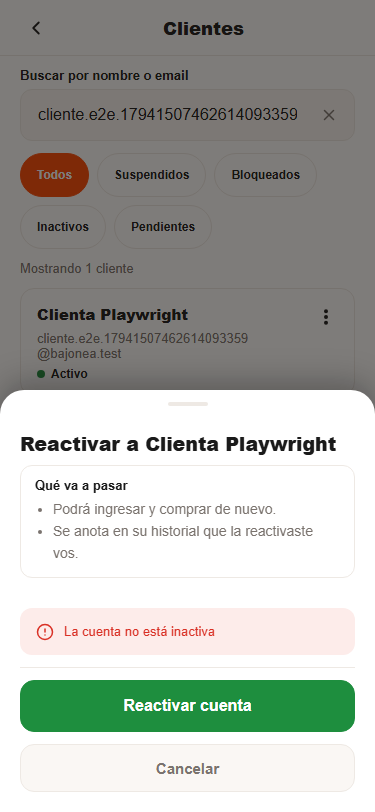 Clientes
Buscar por nombre o email
cliente.e2e.17941507462614093359
Todos
Suspendidos
Bloqueados
Inactivos
Pendientes
Mostrando 1 cliente
Clienta Playwright
cliente.e2e.17941507462614093359
@bajonea.test
Activo
Reactivar a Clienta Playwright
Qué va a pasar
• Podrá ingresar y comprar de nuevo.
• Se anota en su historial que la reactivaste
vos.
La cuenta no está inactiva
Reactivar cuenta
Cancelar